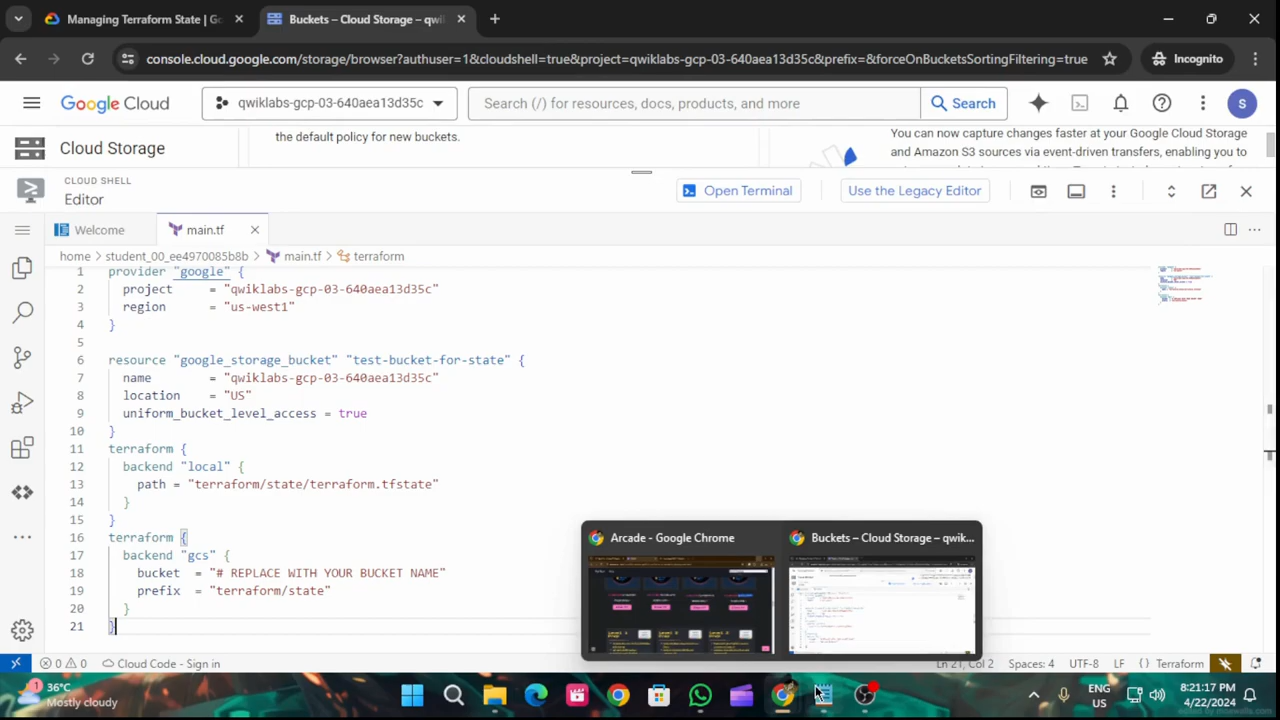 Managing Terraform State | Go
Buckets – Cloud Storage – qwi
console.cloud.google.com/storage/browser?authuser=1&cloudshell=true&project=qwiklabs-gcp-03-640aea13d35c&prefix=&forceOnBucketsSortingFiltering=true
Incognito
Google Cloud
qwiklabs-gcp-03-640aea13d35c
Search (/) for resources, docs, products, and more
Search
S
the default policy for new buckets.
You can now capture changes faster at your Google Cloud Storage
Cloud Storage
and Amazon S3 sources via event-driven transfers, enabling you to
CLOUD SHELL
Editor
Open Terminal
Use the Legacy Editor
Welcome
main.tf
home > student_00_ee4970085b8b > main.tf > terraform
1 provider "google" {
2 project = "qwiklabs-gcp-03-640aea13d35c"
3 region = "us-west1"
4 }
5
6 resource "google_storage_bucket" "test-bucket-for-state" {
7 name = "qwiklabs-gcp-03-640aea13d35c"
8 location = "US"
9 uniform_bucket_level_access = true
10 }
11 terraform {
12 backend "local" {
13 path = "terraform/state/terraform.tfstate"
14 }
15 }
16 terraform {
17 backend "gcs" {
18 bucket = "# REPLACE WITH YOUR BUCKET NAME"
19 prefix = "terraform/state"
20 }
21 }
Arcade - Google Chrome
Buckets – Cloud Storage – qwik...
0 0
Cloud Code - Sign in
Ln 21, Col 2
Spaces: 4
UTF-8
LF
{ } Terraform
36°C
Mostly cloudy
US
8:21:17 PM
4/22/2024